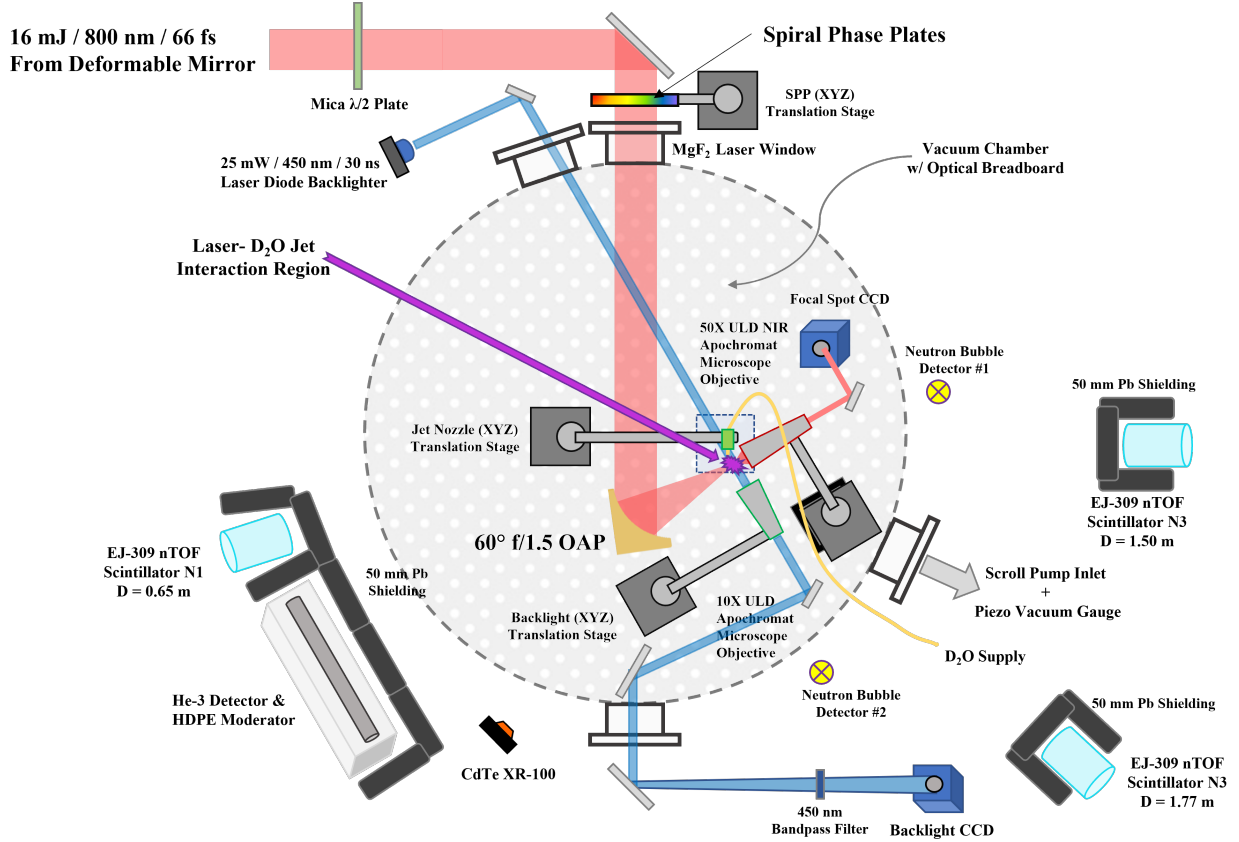 16 mJ / 800 nm / 66 fs
From Deformable Mirror
Mica λ/2 Plate
Spiral Phase Plates
SPP (XYZ)
Translation Stage
MgF₂ Laser Window
25 mW / 450 nm / 30 ns
Laser Diode Backlighter
Vacuum Chamber
w/ Optical Breadboard
Laser- D₂O Jet
Interaction Region
Focal Spot CCD
50X ULD NIR
Apochromat
Microscope
Objective
Neutron Bubble
Detector #1
50 mm Pb Shielding
Jet Nozzle (XYZ)
Translation Stage
EJ-309 nTOF
Scintillator N3
D = 1.50 m
60° f/1.5 OAP
EJ-309 nTOF
Scintillator N1
D = 0.65 m
50 mm Pb
Shielding
Scroll Pump Inlet
+
Piezo Vacuum Gauge
Backlight (XYZ)
Translation Stage
10X ULD
Apochromat
Microscope
Objective
D₂O Supply
He-3 Detector &
HDPE Moderator
Neutron Bubble
Detector #2
50 mm Pb Shielding
CdTe XR-100
EJ-309 nTOF
Scintillator N3
D = 1.77 m
450 nm
Bandpass Filter
Backlight CCD